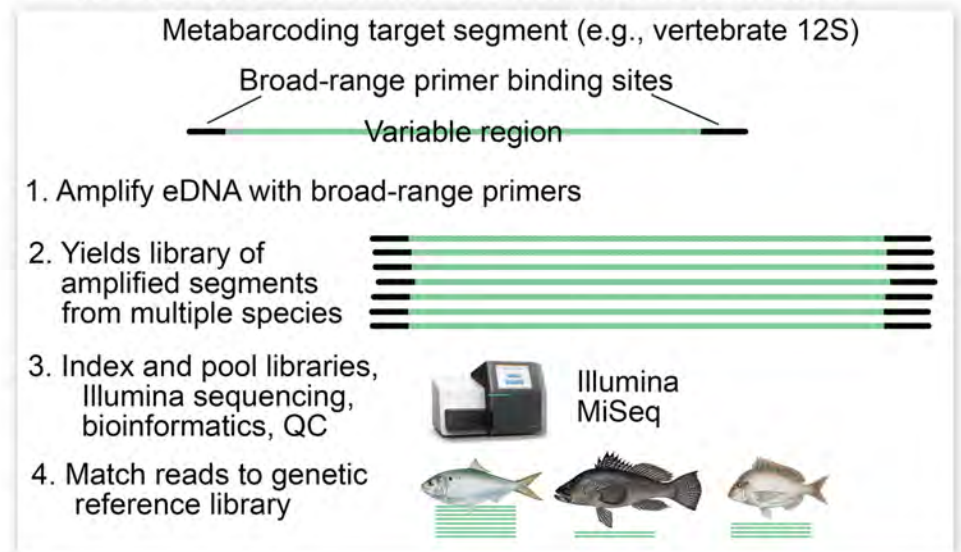 Metabarcoding target segment (e.g., vertebrate 12S)
Broad-range primer binding sites
Variable region
1. Amplify eDNA with broad-range primers
2. Yields library of
amplified segments
from multiple species
3. Index and pool libraries,
Illumina sequencing,
bioinformatics, QC
Illumina
MiSeq
4. Match reads to genetic
reference library